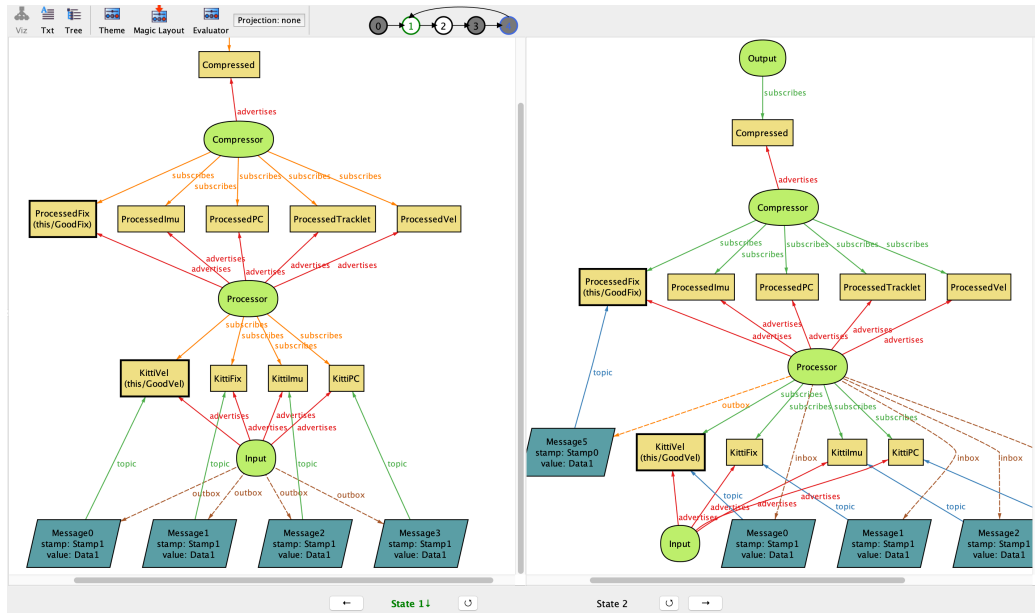 Viz
Txt
Tree
Theme
Magic Layout
Evaluator
Projection: none
0
1
2
3
Compressed
advertises
Compressor
subscribes
subscribes
subscribes
subscribes
subscribes
ProcessedFix
(this/GoodFix)
ProcessedImu
ProcessedPC
ProcessedTracklet
ProcessedVel
advertises
advertises
advertises
advertises
advertises
Processor
subscribes
subscribes
subscribes
subscribes
KittiVel
(this/GoodVel)
KittiFix
KittiImu
KittiPC
advertises
advertises
advertises
advertises
topic
topic
topic
topic
Input
outbox
outbox
outbox
outbox
Message0
stamp: Stamp1
value: Data1
Message1
stamp: Stamp1
value: Data1
Message2
stamp: Stamp1
value: Data1
Message3
stamp: Stamp1
value: Data1
Output
subscribes
Compressed
advertises
Compressor
subscribes
subscribes
subscribes
subscribes
subscribes
ProcessedFix
(this/GoodFix)
ProcessedImu
ProcessedPC
ProcessedTracklet
ProcessedVel
advertises
advertises
advertises
advertises
advertises
Processor
topic
outbox
subscribes
subscribes
subscribes
subscribes
Message5
stamp: Stamp0
value: Data1
KittiVel
(this/GoodVel)
KittiFix
KittiImu
KittiPC
inbox
inbox
inbox
topic
topic
topic
advertises
advertises
advertises
advertises
Input
Message0
stamp: Stamp1
value: Data1
Message1
stamp: Stamp1
value: Data1
Message2
stamp: Stamp1
value: Data1
←
State 1↓
State 2
→